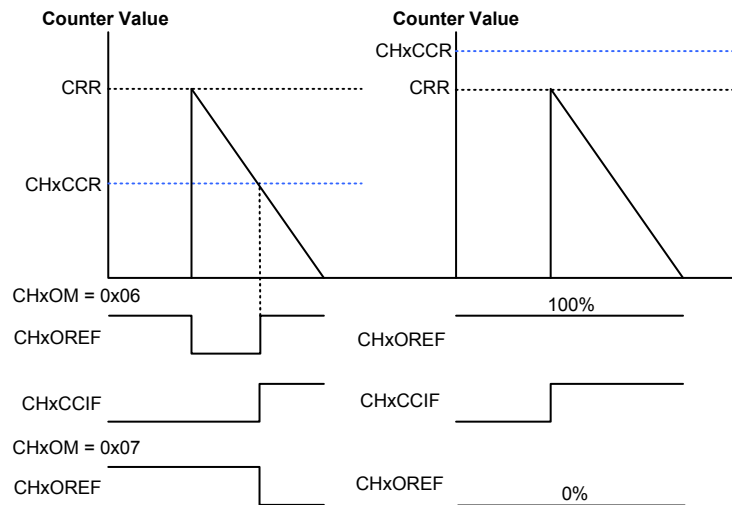 Counter Value
Counter Value
CHxCCR
CRR
CRR
CHxCCR
CHxOM = 0x06
100%
CHxOREF
CHxOREF
CHxCCIF
CHxCCIF
CHxOM = 0x07
CHxOREF
CHxOREF
0%